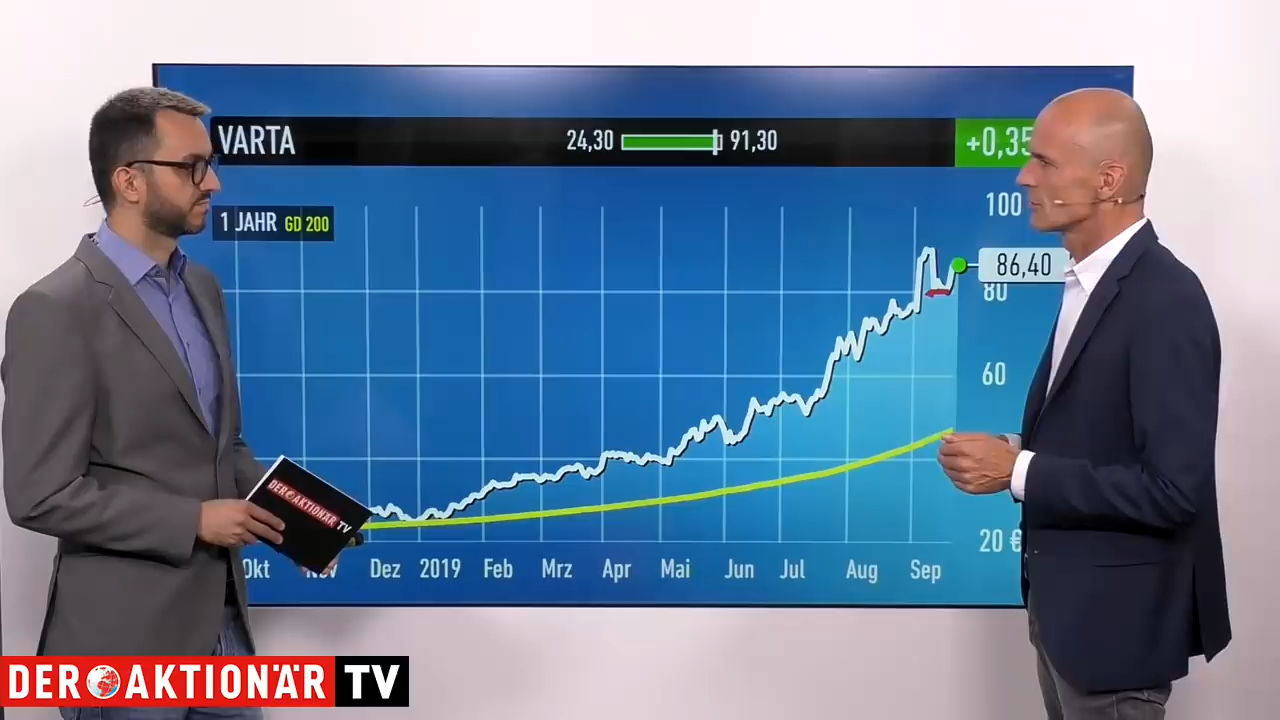 VARTA 24,30 91,30 +0,35
1 JAHR GD 200
100
86,40
80
60
20 €
Okt Nov Dez 2019 Feb Mrz Apr Mai Jun Jul Aug Sep
DER AKTIONÄR TV
DER AKTIONÄR TV